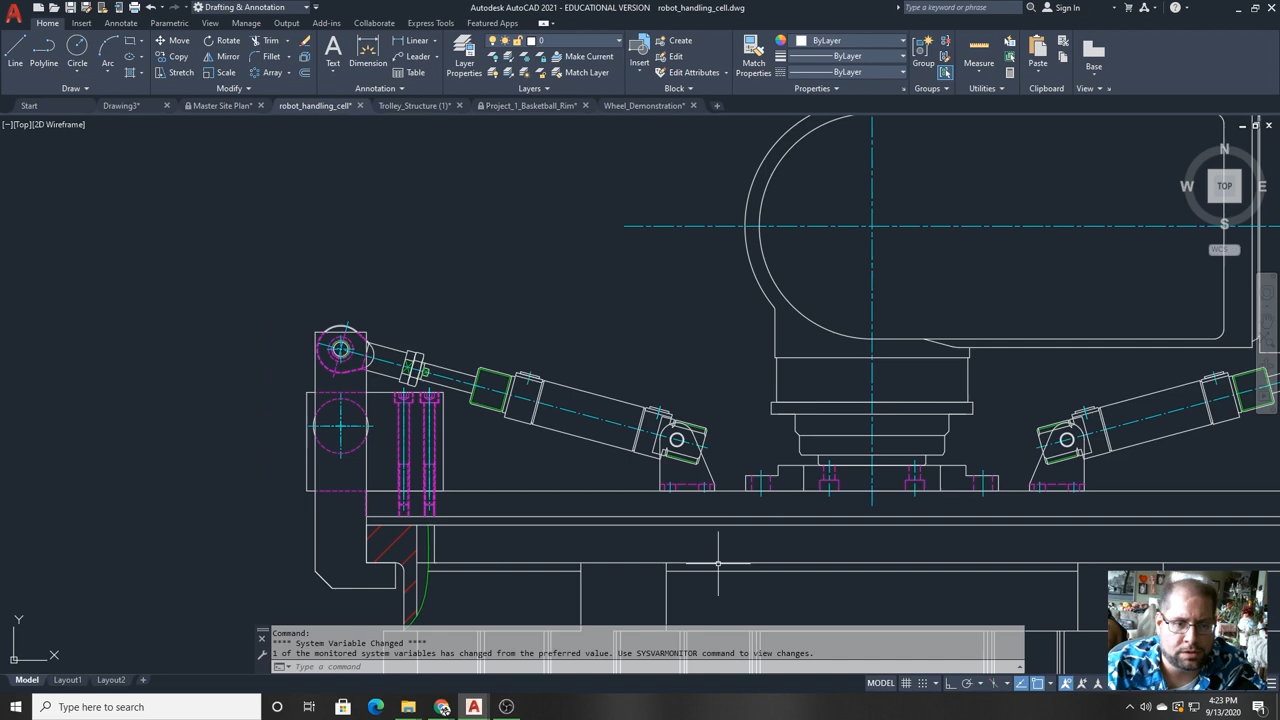 Drafting & Annotation
Autodesk AutoCAD 2021 - EDUCATIONAL VERSION robot_handling_cell.dwg
Type a keyword or phrase
Sign In
Home Insert Annotate Parametric View Manage Output Add-ins Collaborate Express Tools Featured Apps
Line
Polyline
Circle
Arc
Move
Rotate
Trim
Copy
Mirror
Fillet
Stretch
Scale
Array
Text
Dimension
Linear
Leader
Table
Layer
Properties
0
Make Current
Match Layer
Insert
Create
Edit
Edit Attributes
Match
Properties
ByLayer
ByLayer
ByLayer
Group
Measure
Paste
Base
Draw
Modify
Annotation
Layers
Block
Properties
Groups
Utilities
Clipboard
View
Start
Drawing3*
Master Site Plan*
robot_handling_cell*
Trolley_Structure (1)*
Project_1_Basketball_Rim*
Wheel_Demonstration*
[−][Top][2D Wireframe]
N
W
TOP
E
S
WCS
Y
X
Command:
**** System Variable Changed ****
1 of the monitored system variables has changed from the preferred value. Use SYSVARMONITOR command to view changes.
Type a command
Model
Layout1
Layout2
MODEL
Type here to search
4:23 PM
9/13/2020